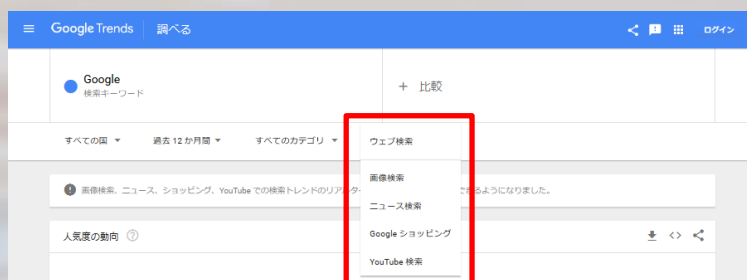 Google Trends 調べる ログイン
Google
検索キーワード
+ 比較
すべての国 過去 12 か月間 すべてのカテゴリ ウェブ検索
画像検索
画像検索、ニュース、ショッピング、YouTube での検索トレンドのリアルタ きるようになりました。
ニュース検索
人気度の動向 Google ショッピング
YouTube 検索